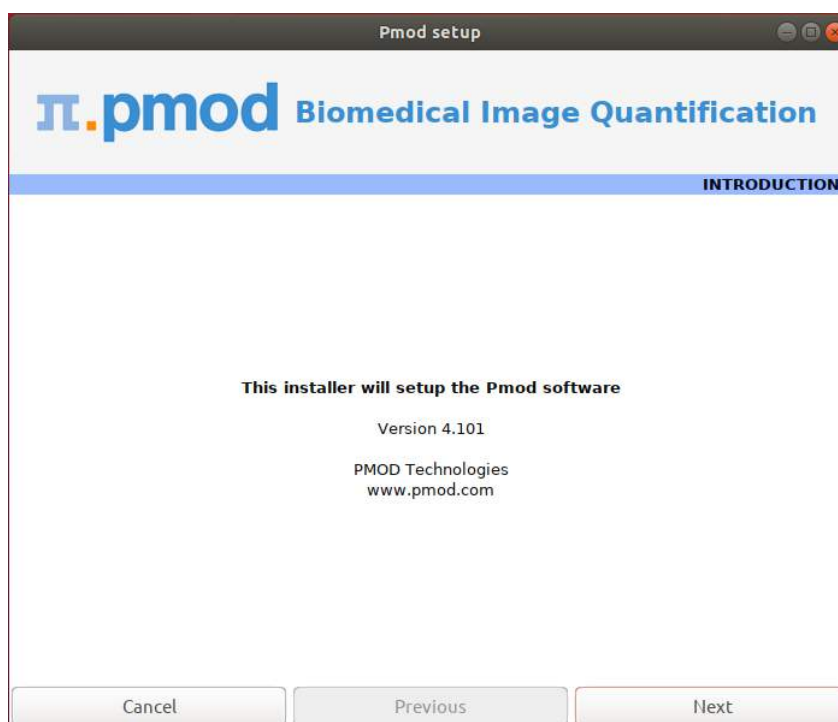 Pmod setup
π.pmod Biomedical Image Quantification
INTRODUCTION
This installer will setup the Pmod software
Version 4.101
PMOD Technologies
www.pmod.com
Cancel Previous Next